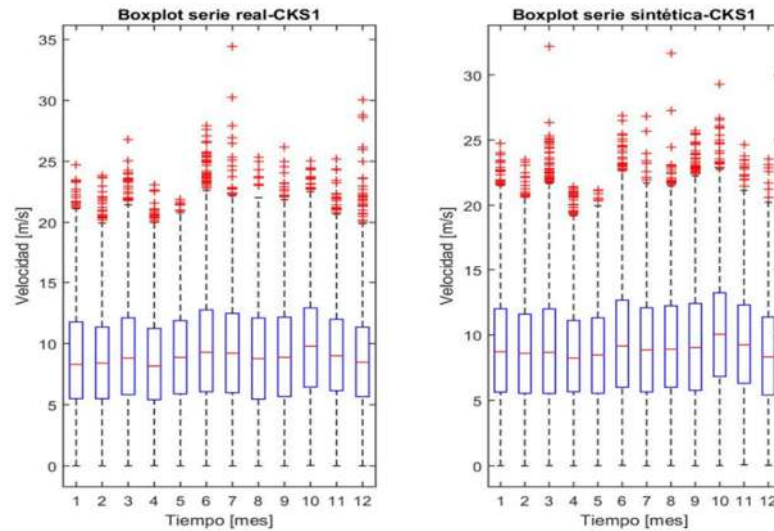 Boxplot serie real-CKS1
35
30
25
20
15
10
5
0
Velocidad [m/s]
1 2 3 4 5 6 7 8 9 10 11 12
Tiempo [mes]
Boxplot serie sintética-CKS1
30
25
20
15
10
5
0
Velocidad [m/s]
1 2 3 4 5 6 7 8 9 10 11 12
Tiempo [mes]